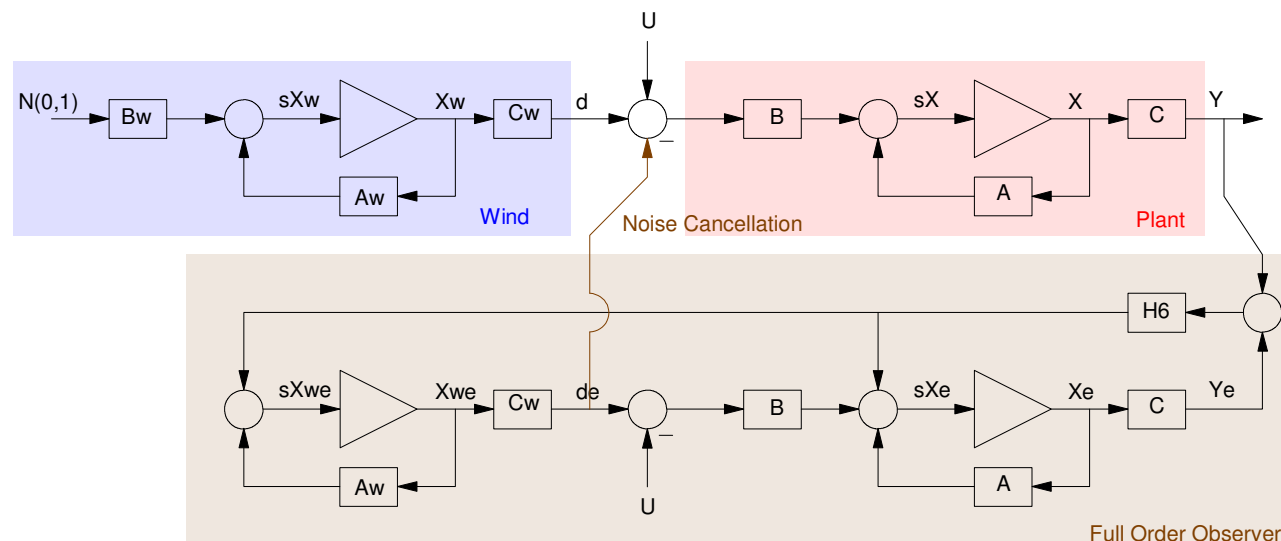 U
N(0,1)
Bw
sXw
Xw
Cw
d
B
sX
X
C
Y
Aw
A
Wind
Noise Cancellation
Plant
H6
sXwe
Xwe
Cw
de
B
sXe
Xe
C
Ye
Aw
U
A
Full Order Observer